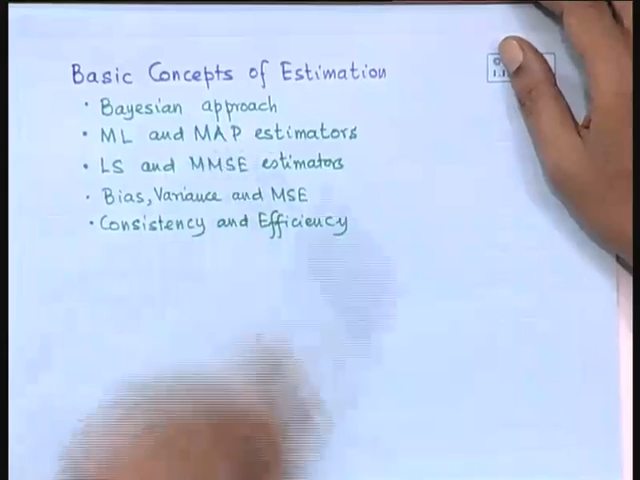 Basic Concepts of Estimation
• Bayesian approach
• ML and MAP estimators
• LS and MMSE estimators
• Bias, Variance and MSE
• Consistency and Efficiency